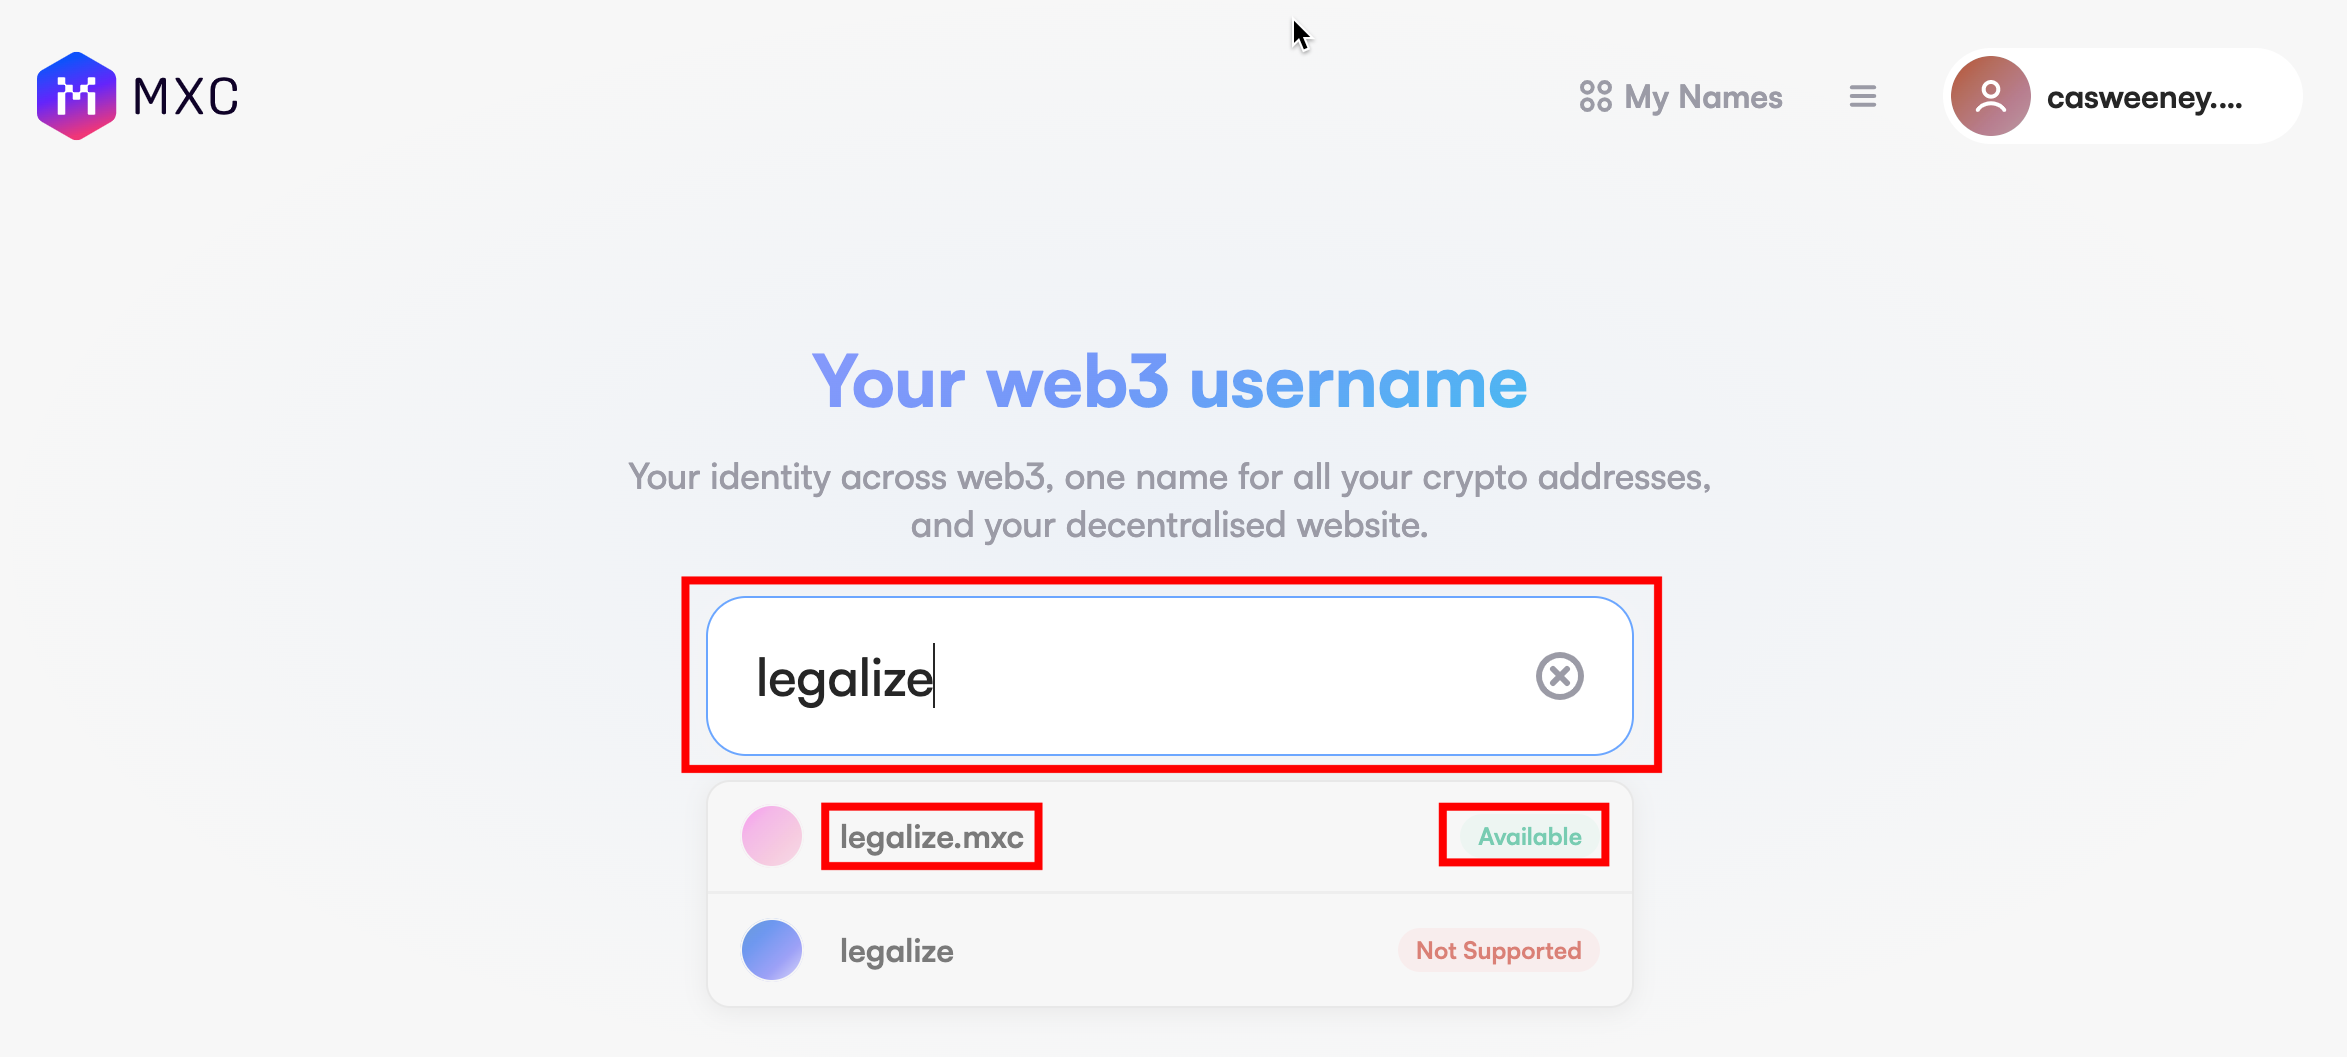 MXC
My Names
casweeney....
Your web3 username
Your identity across web3, one name for all your crypto addresses,
and your decentralised website.
legalize
legalize.mxc
Available
legalize
Not Supported